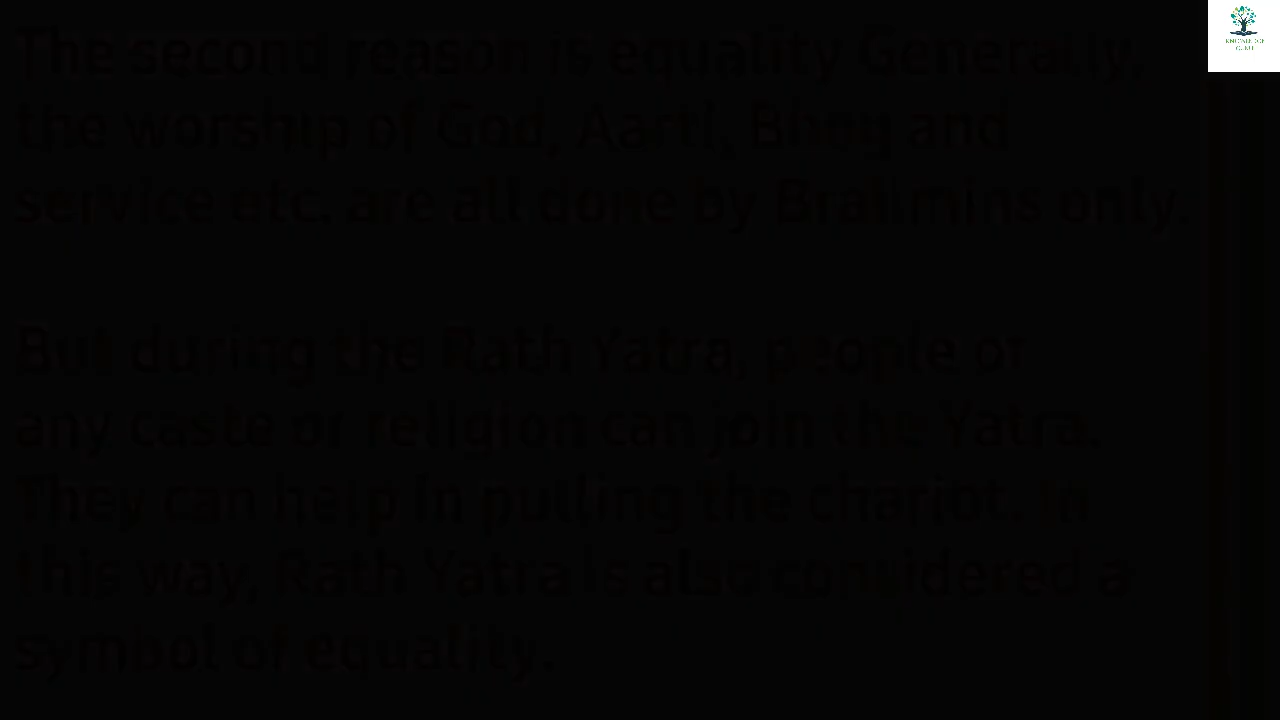 KNOWLEDGE
GURU
The second reason is equality Generally,
the worship of God, Aarti, Bhog and
service etc. are all done by Brahmins only.
But during the Rath Yatra, people of
any caste or religion can join the Yatra.
They can help in pulling the chariot. In
this way, Rath Yatra is also considered a
symbol of equality.